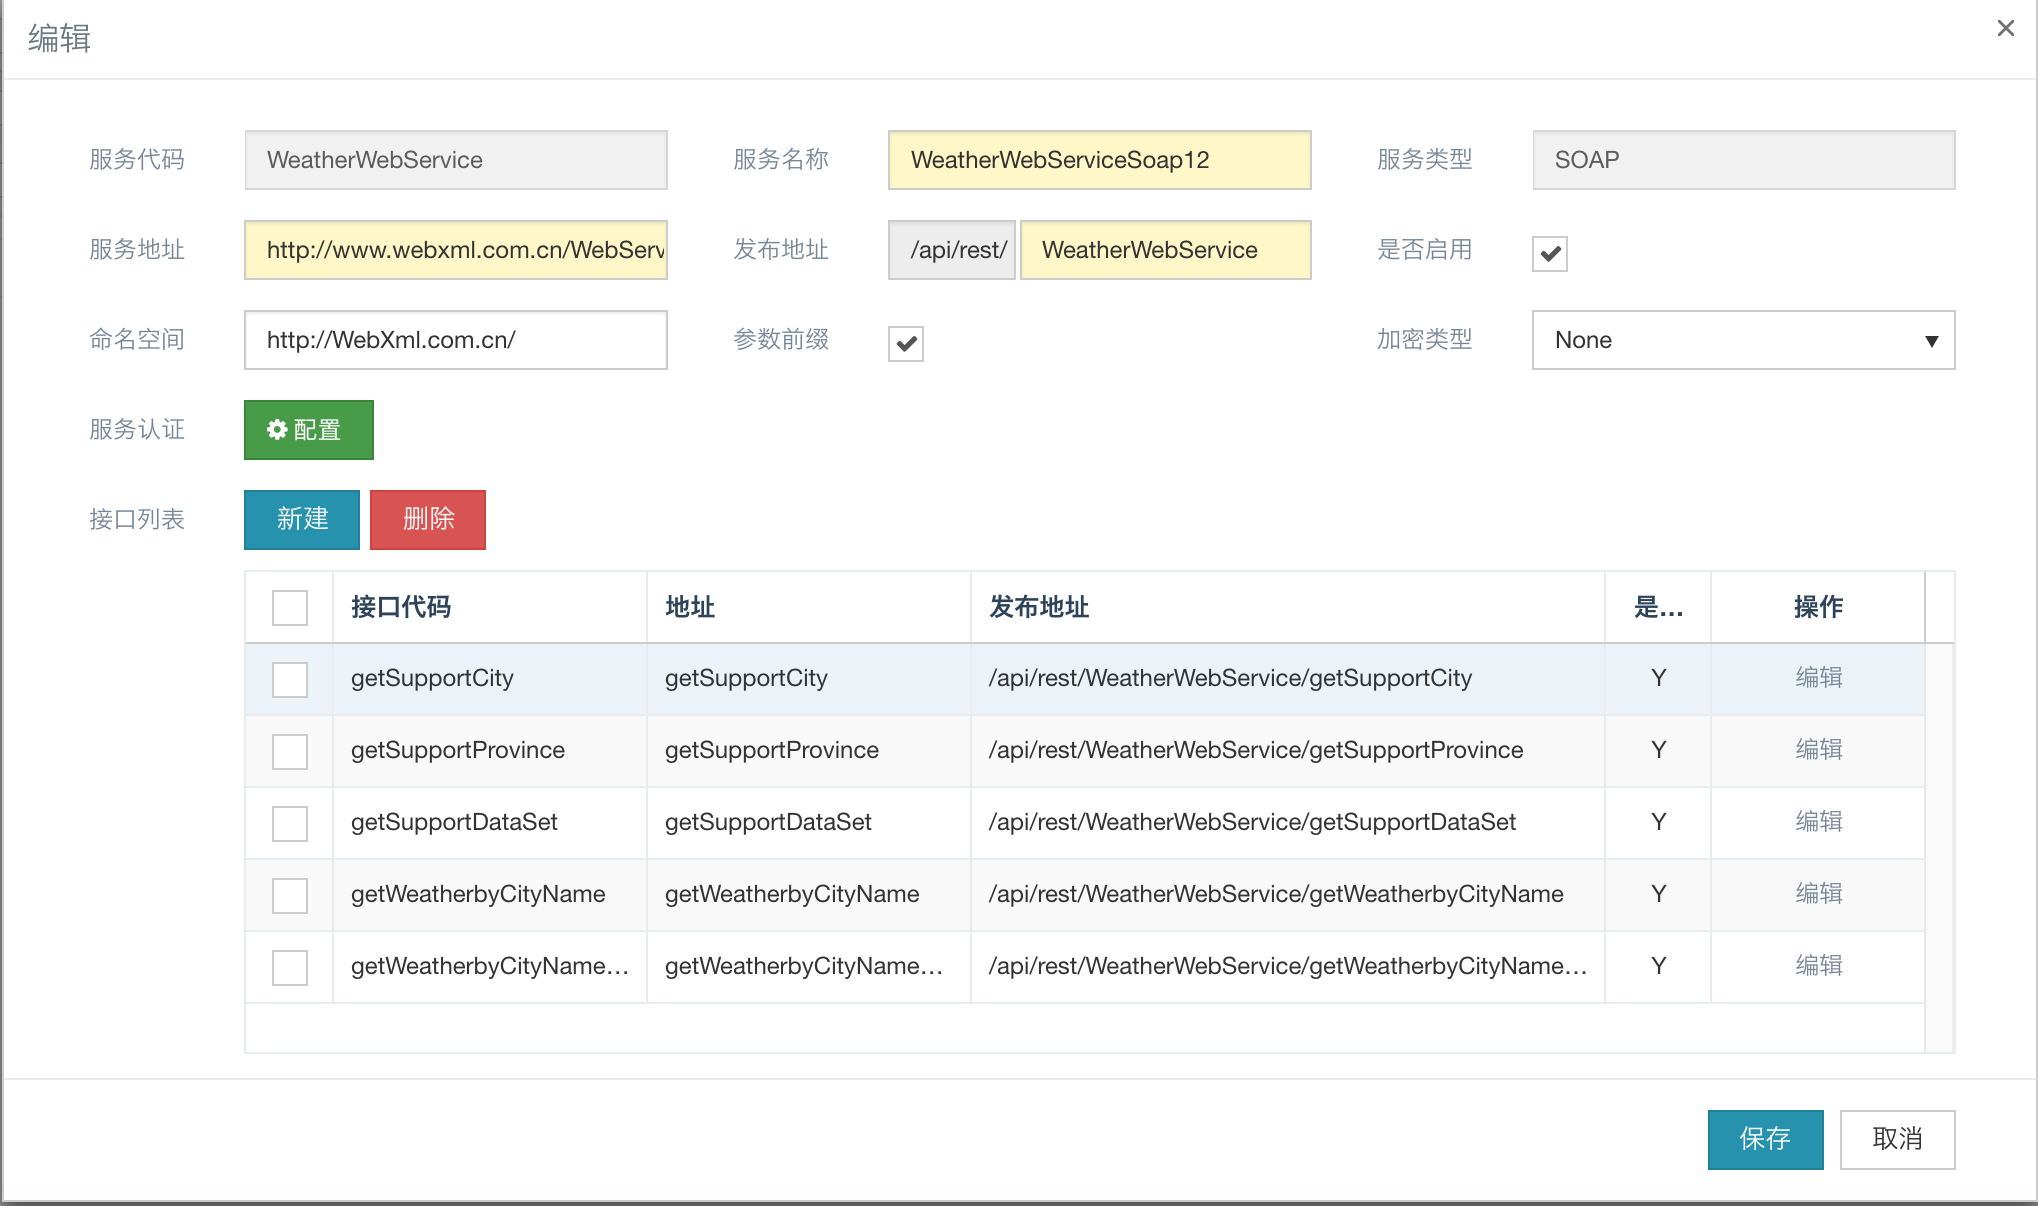 编辑
服务代码 WeatherWebService 服务名称 WeatherWebServiceSoap12 服务类型 SOAP
服务地址 http://www.webxml.com.cn/WebServ 发布地址 /api/rest/ WeatherWebService 是否启用
命名空间 http://WebXml.com.cn/ 参数前缀 加密类型 None
服务认证 配置
接口列表 新建 删除
接口代码 地址 发布地址 是... 操作
getSupportCity getSupportCity /api/rest/WeatherWebService/getSupportCity Y 编辑
getSupportProvince getSupportProvince /api/rest/WeatherWebService/getSupportProvince Y 编辑
getSupportDataSet getSupportDataSet /api/rest/WeatherWebService/getSupportDataSet Y 编辑
getWeatherbyCityName getWeatherbyCityName /api/rest/WeatherWebService/getWeatherbyCityName Y 编辑
getWeatherbyCityName... getWeatherbyCityName... /api/rest/WeatherWebService/getWeatherbyCityName... Y 编辑
保存 取消